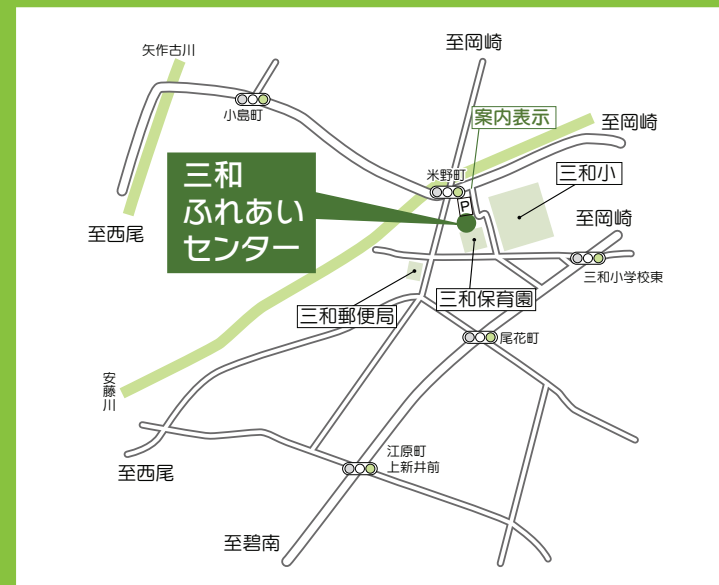 矢作古川
至岡崎
小島町
案内表示
至岡崎
米野町
三和小
三和
ふれあい
センター
P
至岡崎
至西尾
三和小学校東
三和保育園
三和郵便局
尾花町
安藤川
至西尾
江原町
上新井前
至碧南